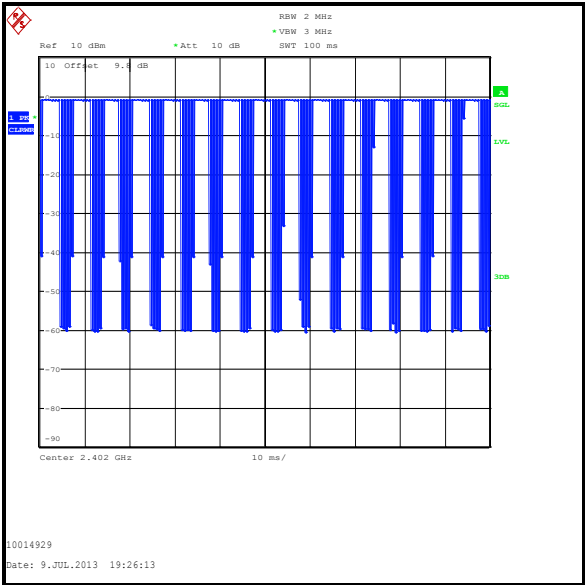 R S
RBW 2 MHz
* VBW 3 MHz
Ref 10 dBm * Att 10 dB SWT 100 ms
10 Offset 9.8 dB
0
A
SGL
1 PK *
CLRWR
-10
LVL
-20
-30
-40
3DB
-50
-60
-70
-80
-90
Center 2.402 GHz 10 ms/
10014929
Date: 9.JUL.2013 19:26:13